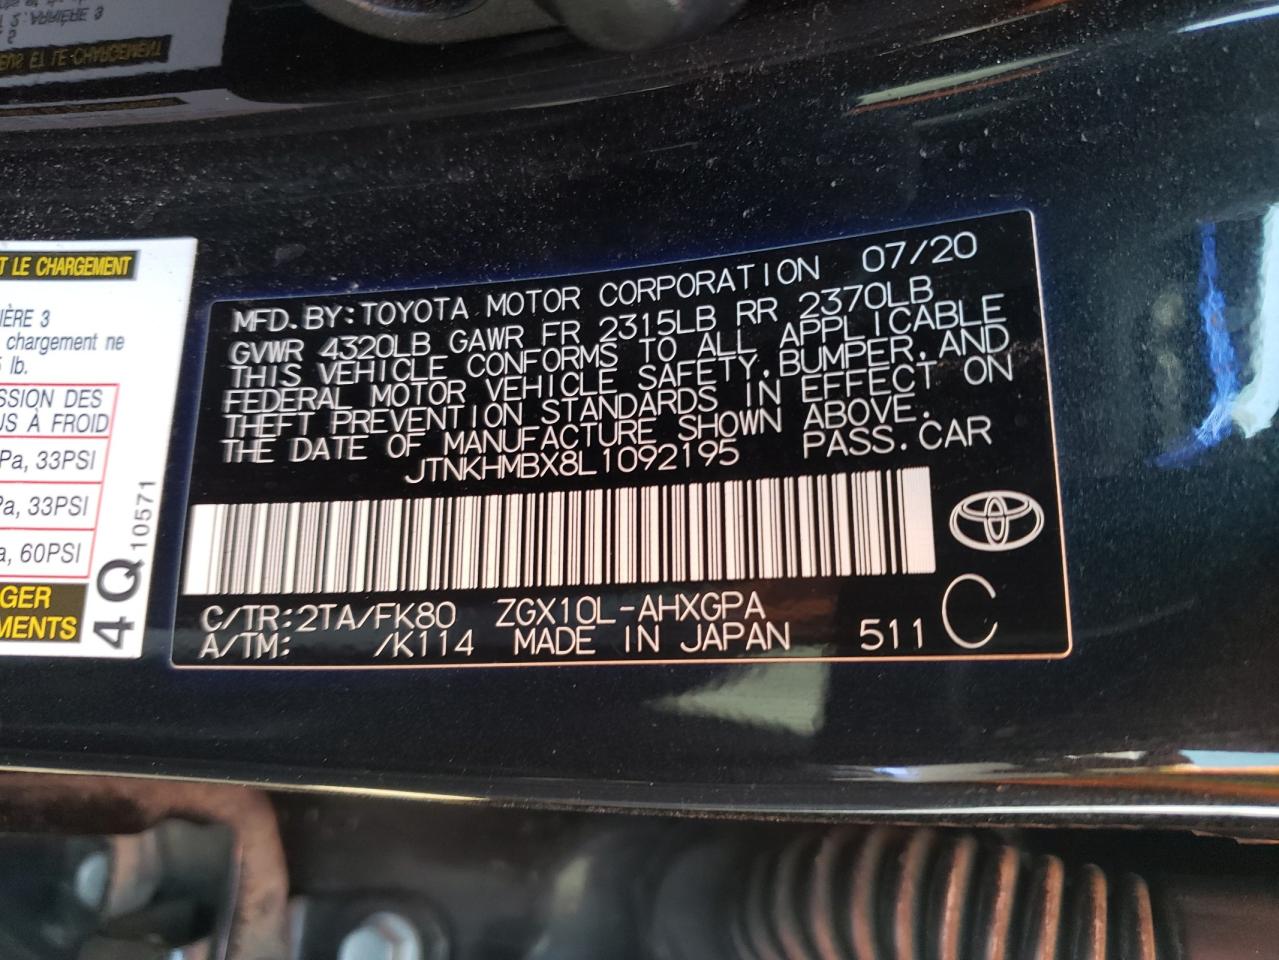 T LE CHARGEMENT
IÈRE 3
chargement ne
lb.
SSION DES
US À FROID
Pa, 33PSI
Pa, 33PSI
a, 60PSI
GER
MENTS
4Q 10571
MFD.BY:TOYOTA MOTOR CORPORATION 07/20
GVWR 4320LB GAWR FR 2315LB RR 2370LB
THIS VEHICLE CONFORMS TO ALL APPLICABLE
FEDERAL MOTOR VEHICLE SAFETY,BUMPER,AND
THEFT PREVENTION STANDARDS IN EFFECT ON
THE DATE OF MANUFACTURE SHOWN ABOVE.
JTNKHMBX8L1092195 PASS.CAR
C/TR:2TA/FK80 ZGX10L-AHXGPA
A/TM: /K114 MADE IN JAPAN 511 C